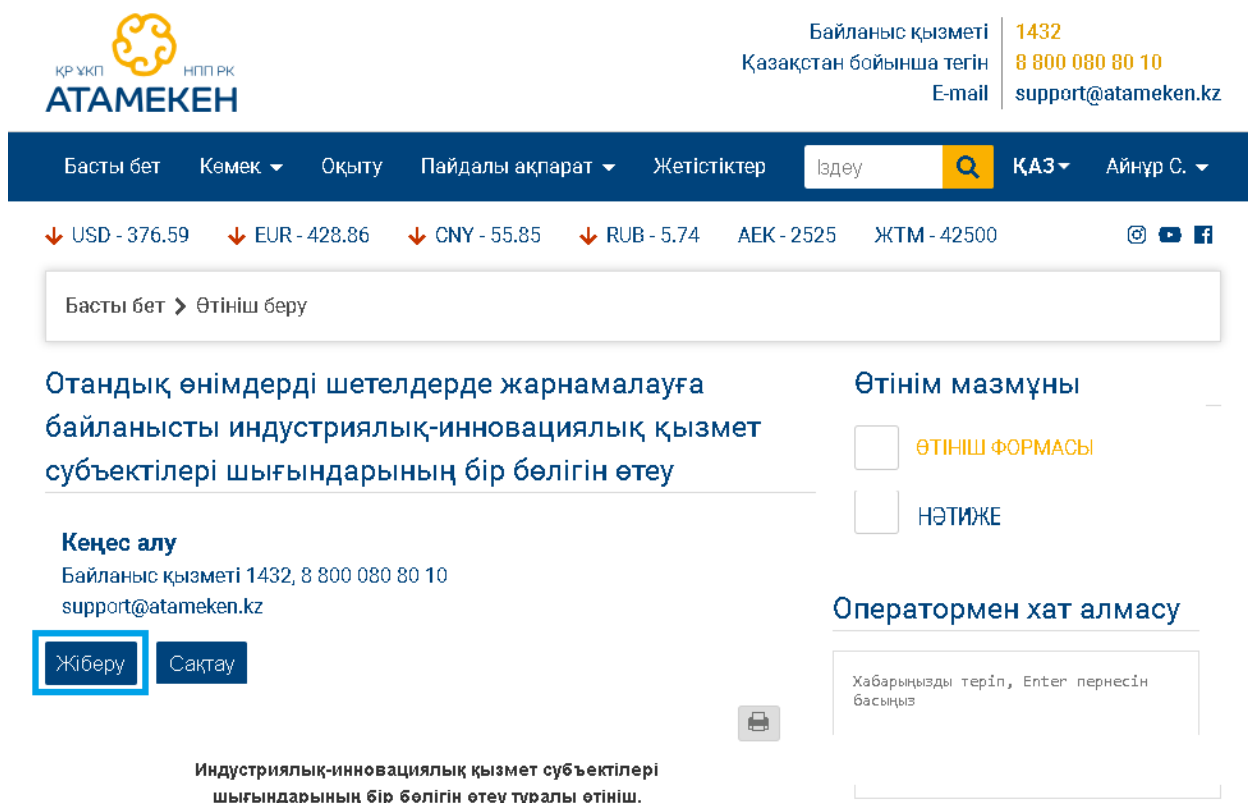 ҚР ҰКП НПП РК
АТАМЕКЕН
Байланыс қызметі 1432
Қазақстан бойынша тегін 8 800 080 80 10
E-mail support@atameken.kz
Басты бет Көмек Оқыту Пайдалы ақпарат Жетістіктер Іздеу ҚАЗ Айнұр С.
USD - 376.59 EUR - 428.86 CNY - 55.85 RUB - 5.74 АЕК - 2525 ЖТМ - 42500
Басты бет Өтініш беру
Отандық өнімдерді шетелдерде жарнамалауға
байланысты индустриялық-инновациялық қызмет
субъектілері шығындарының бір бөлігін өтеу
Кеңес алу
Байланыс қызметі 1432, 8 800 080 80 10
support@atameken.kz
Жіберу Сақтау
Индустриялық-инновациялық қызмет субъектілері
шығындарының бір бөлігін өтеу туралы өтініш.
Өтінім мазмұны
ӨТІНІШ ФОРМАСЫ
НӘТИЖЕ
Оператормен хат алмасу
Хабарыңызды теріп, Enter пернесін
басыңыз